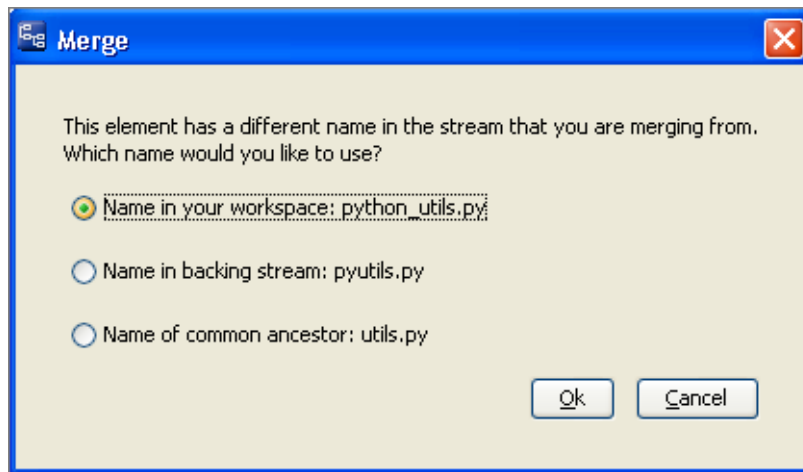 Merge
This element has a different name in the stream that you are merging from.
Which name would you like to use?
Name in your workspace: python_utils.py
Name in backing stream: pyutils.py
Name of common ancestor: utils.py
Ok Cancel